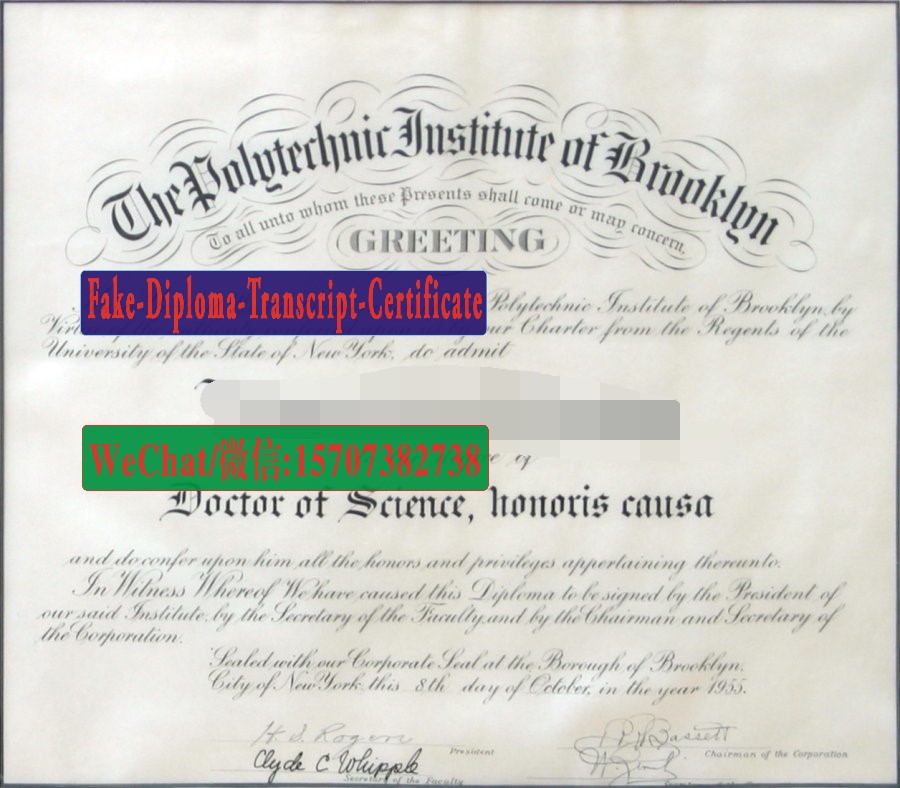 The Polytechnic Institute of Brooklyn
To all unto whom these Presents shall come or may concern,
GREETING
Fake-Diploma-Transcript-Certificate
Polytechnic Institute of Brooklyn, by
our Charter from the Regents of the
University of the State of New York, do admit
WeChat/微信:15707382738
of
Doctor of Science, honoris causa
and do confer upon him all the honors and privileges appertaining thereunto.
In Witness Whereof We have caused this Diploma to be signed by the President of
our said Institute, by the Secretary of the Faculty, and by the Chairman and Secretary of
the Corporation.
Sealed with our Corporate Seal at the Borough of Brooklyn,
City of New York this 8th day of October, in the year 1955.
H. S. Rogers
President
Clyde C. Whipple
Secretary of the Faculty
Bassett
Chairman of the Corporation